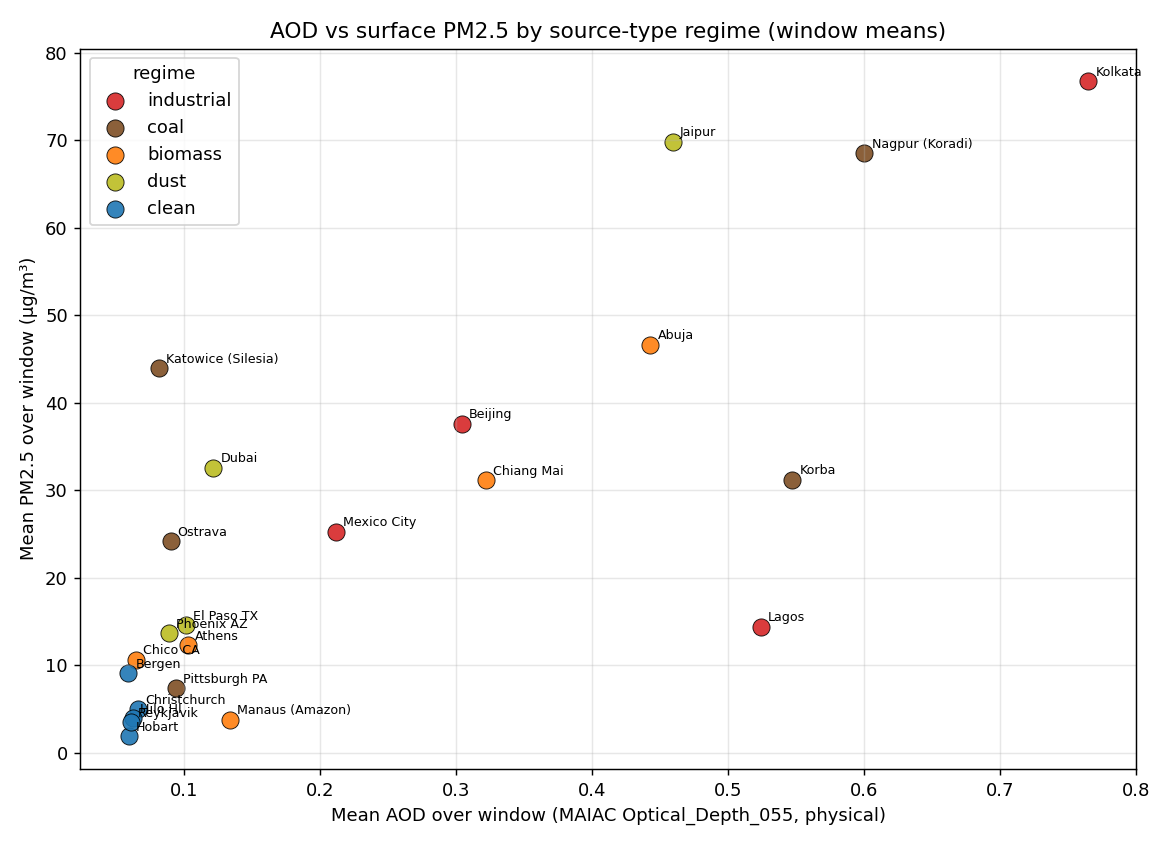 AOD vs surface PM2.5 by source-type regime (window means)
regime
industrial
coal
biomass
dust
clean
Kolkata
Jaipur
Nagpur (Koradi)
Abuja
Katowice (Silesia)
Beijing
Dubai
Chiang Mai
Korba
Mexico City
Ostrava
El Paso TX
Phoenix AZ
Lagos
Athens
Chico CA
Bergen
Pittsburgh PA
Christchurch
Hilo HI
Reykjavik
Manaus (Amazon)
Hobart
80
70
60
50
40
30
20
10
0
0.1 0.2 0.3 0.4 0.5 0.6 0.7 0.8
Mean PM2.5 over window (µg/m³)
Mean AOD over window (MAIAC Optical_Depth_055, physical)